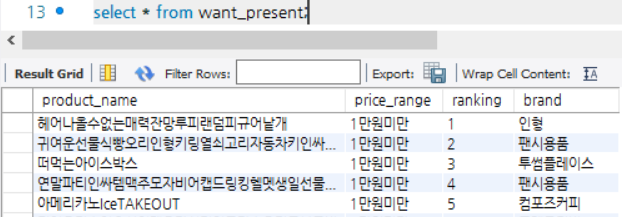 13 select * from want_present;
Result Grid Filter Rows: Export: Wrap Cell Content: IA
product_name price_range ranking brand
헤어나올수없는매력잔망루피랜덤피규어낱개 1만원미만 1 인형
귀여운선물식빵오리인형키링열쇠고리자동차키인싸... 1만원미만 2 팬시용품
떠먹는아이스박스 1만원미만 3 투썸플레이스
연말파티인싸템맥주모자비어캡드링킹헬멧생일선물... 1만원미만 4 팬시용품
아메리카노IceTAKEOUT 1만원미만 5 컴포즈커피